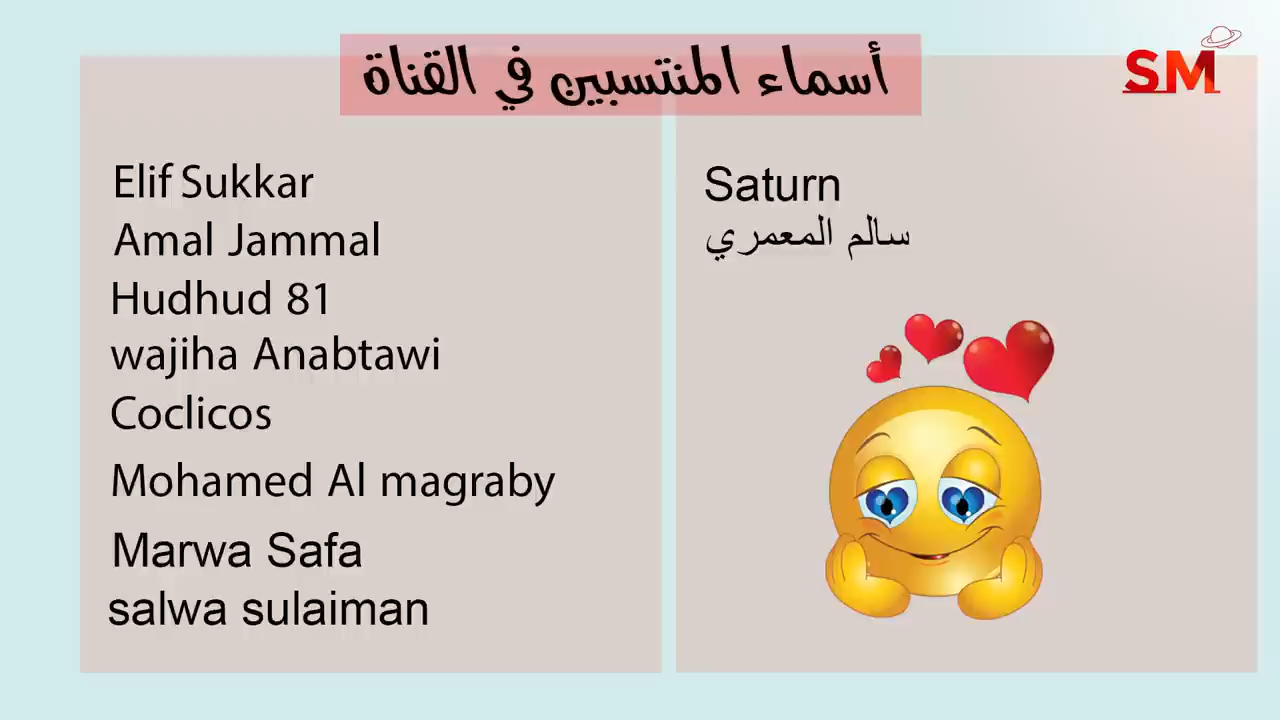 أسماء المنتسبين في القناة
SM
Elif Sukkar
Amal Jammal
Hudhud 81
wajiha Anabtawi
Coclicos
Mohamed Al magraby
Marwa Safa
salwa sulaiman
Saturn
سالم المعمري